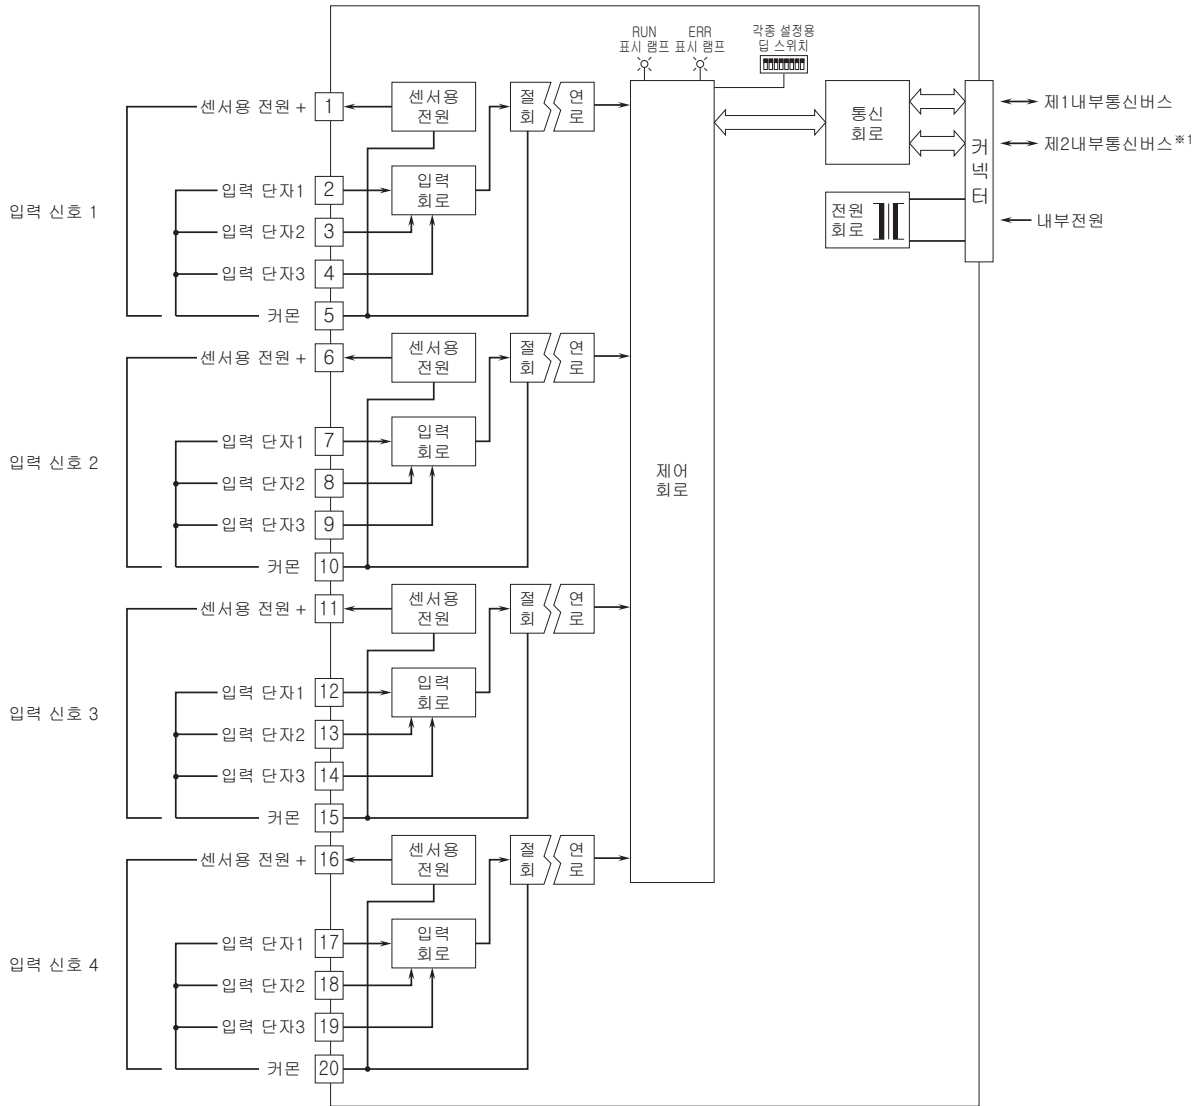 RUN
표시 램프
ERR
표시 램프
각종 설정용
딥 스위치
입력 신호 1
센서용 전원 +
1
센서용
전원
절 연
회 로
입력 단자1
2
입력
회로
입력 단자2
3
입력 단자3
4
커몬
5
입력 신호 2
센서용 전원 +
6
센서용
전원
절 연
회 로
입력 단자1
7
입력
회로
입력 단자2
8
입력 단자3
9
커몬
10
입력 신호 3
센서용 전원 +
11
센서용
전원
절 연
회 로
입력 단자1
12
입력
회로
입력 단자2
13
입력 단자3
14
커몬
15
입력 신호 4
센서용 전원 +
16
센서용
전원
절 연
회 로
입력 단자1
17
입력
회로
입력 단자2
18
입력 단자3
19
커몬
20
제어
회로
통신
회로
전원
회로
커
넥
터
제1내부통신버스
제2내부통신버스※1
내부전원